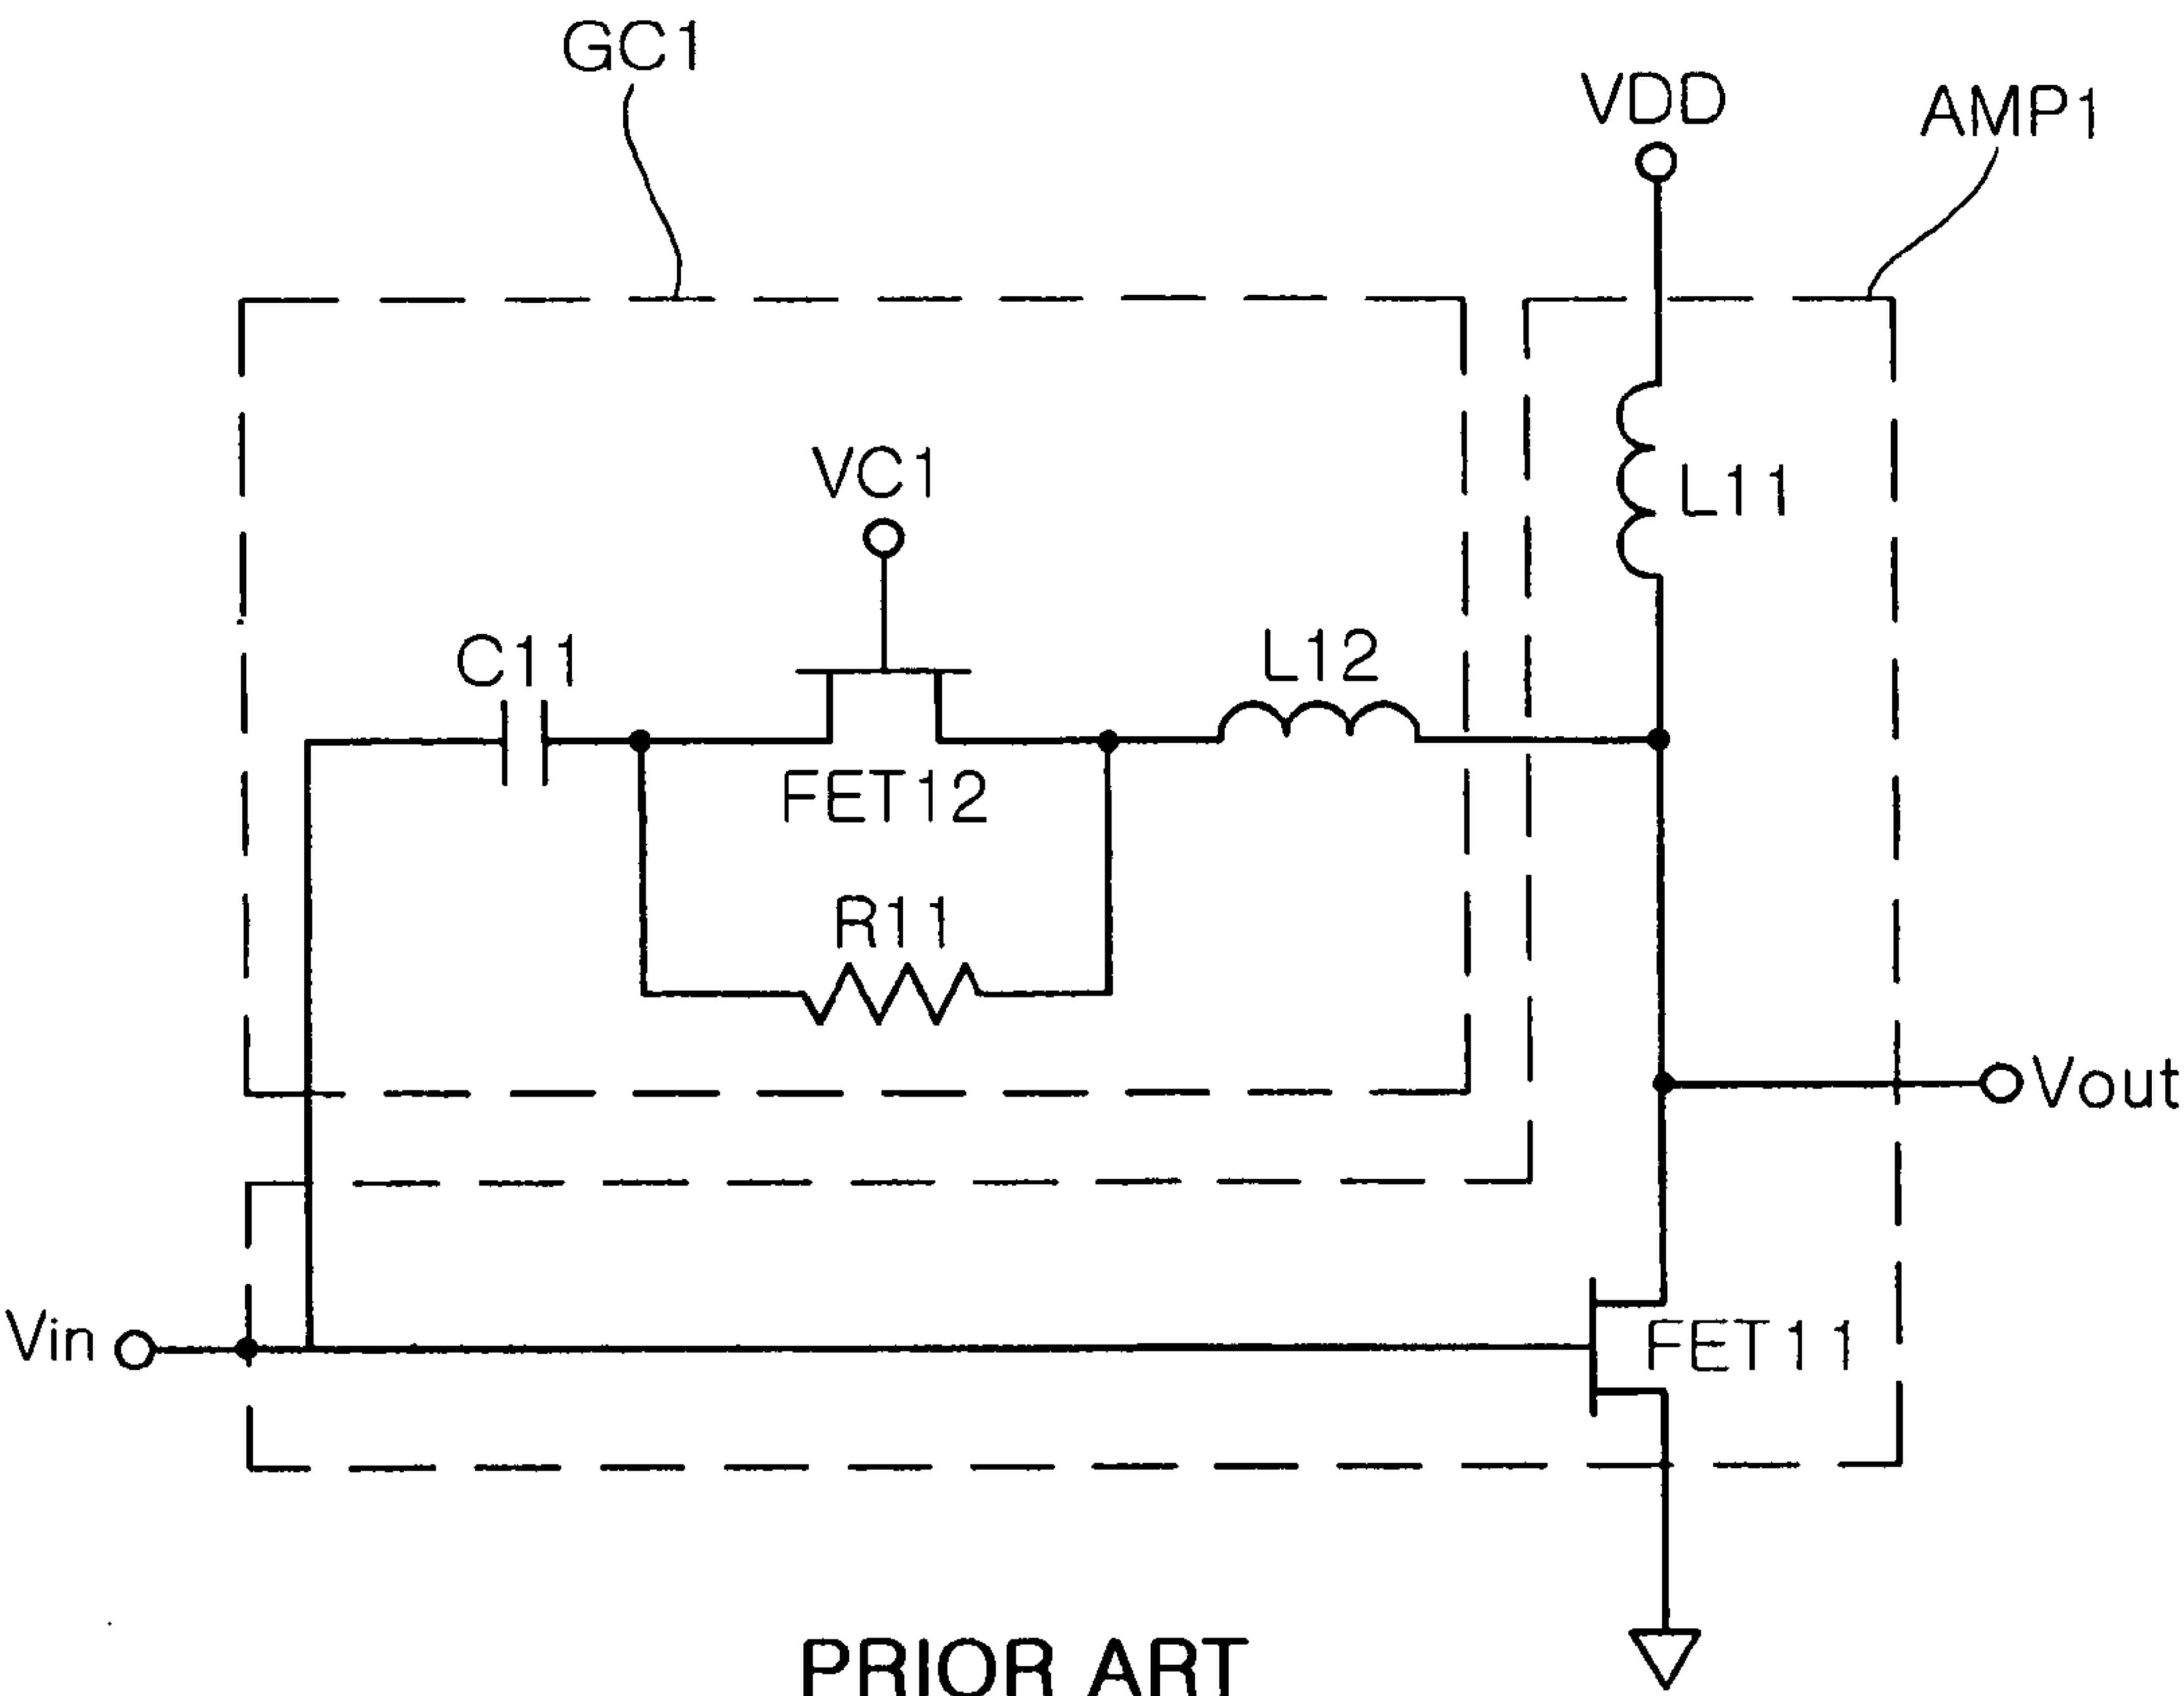 GC1
VDD
AMP1
VC1
L11
C11
L12
FET12
R11
Vout
Vin
FET11
PRIOR ART